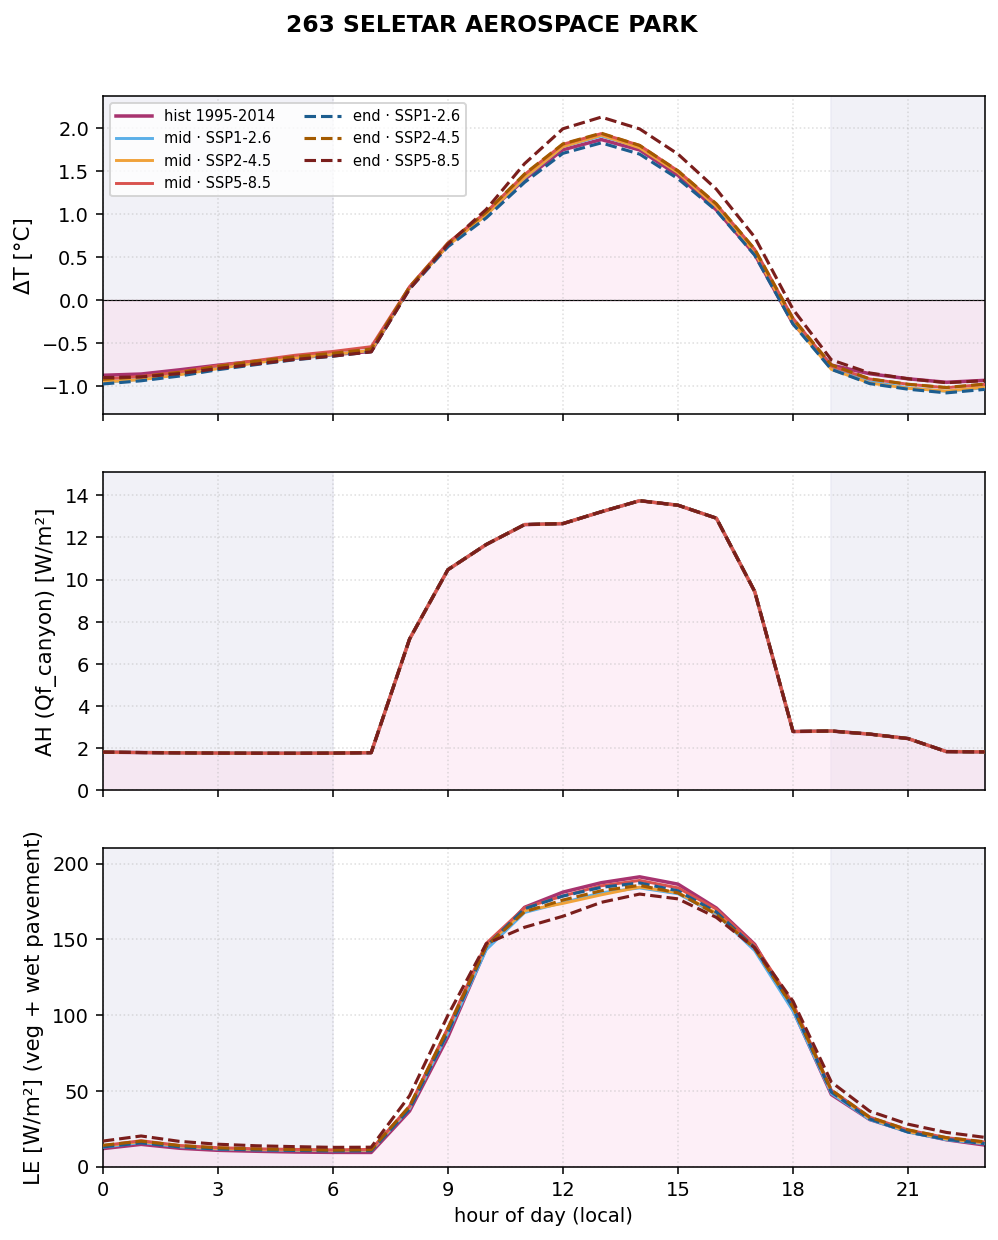 263 SELETAR AEROSPACE PARK
hist 1995-2014
mid · SSP1-2.6
mid · SSP2-4.5
mid · SSP5-8.5
end · SSP1-2.6
end · SSP2-4.5
end · SSP5-8.5
ΔT [°C]
2.0
1.5
1.0
0.5
0.0
−0.5
−1.0
AH (Qf_canyon) [W/m²]
14
12
10
8
6
4
2
0
LE [W/m²] (veg + wet pavement)
200
150
100
50
0
0 3 6 9 12 15 18 21
hour of day (local)